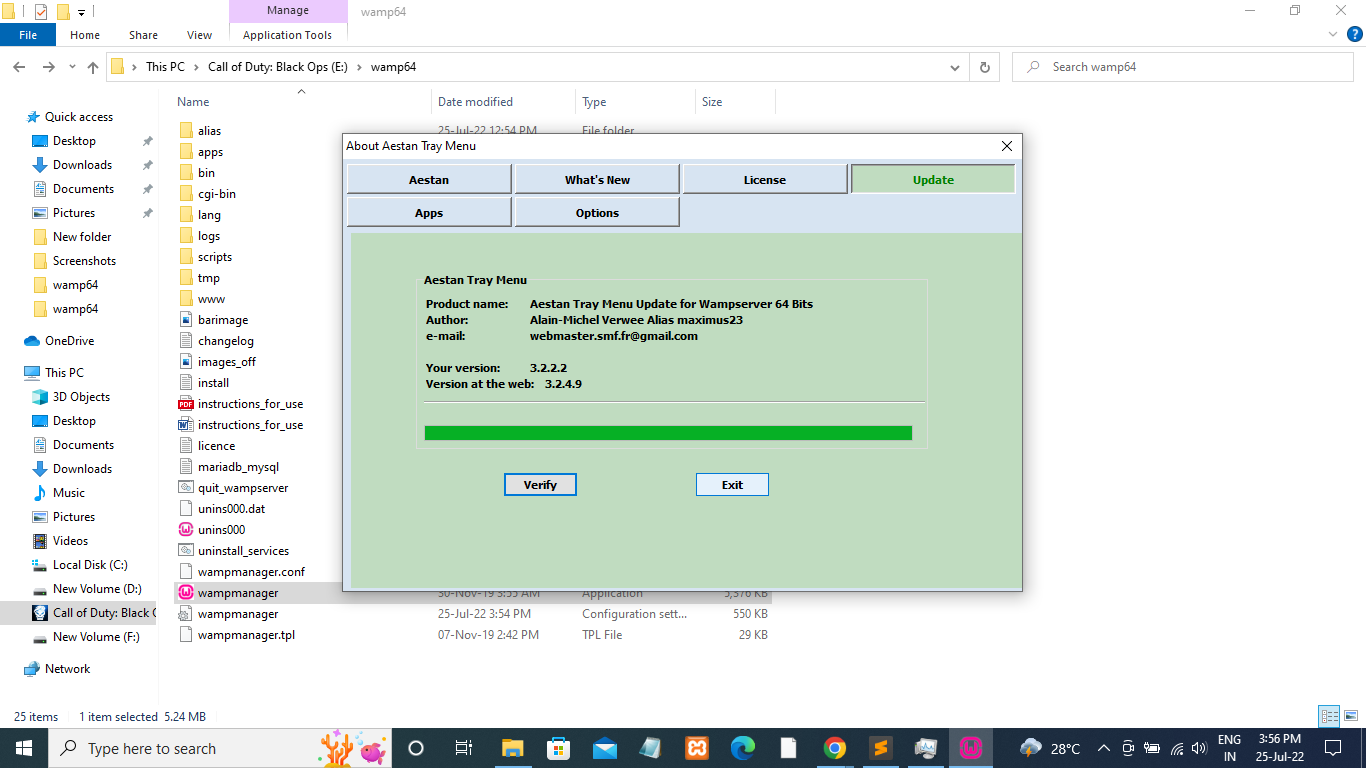 Manage
wamp64
File
Home
Share
View
Application Tools
This PC
Call of Duty: Black Ops (E:)
wamp64
Search wamp64
Name
Date modified
Type
Size
Quick access
Desktop
Downloads
Documents
Pictures
New folder
Screenshots
wamp64
wamp64
OneDrive
This PC
3D Objects
Desktop
Documents
Downloads
Music
Pictures
Videos
Local Disk (C:)
New Volume (D:)
Call of Duty: Black
New Volume (F:)
Network
alias 25-Jul-22 12:54 PM File folder
apps
bin
cgi-bin
lang
logs
scripts
tmp
www
barimage
changelog
images_off
install
PDF instructions_for_use
instructions_for_use
licence
mariadb_mysql
quit_wampserver
unins000.dat
unins000
uninstall_services
wampmanager.conf
wampmanager 30-Nov-19 3:55 AM Application 5,376 KB
wampmanager 25-Jul-22 3:54 PM Configuration sett... 550 KB
wampmanager.tpl 07-Nov-19 2:42 PM TPL File 29 KB
About Aestan Tray Menu
Aestan
What's New
License
Update
Apps
Options
Aestan Tray Menu
Product name: Aestan Tray Menu Update for Wampserver 64 Bits
Author: Alain-Michel Verwee Alias maximus23
e-mail: webmaster.smf.fr@gmail.com
Your version: 3.2.2.2
Version at the web: 3.2.4.9
Verify
Exit
25 items
1 item selected 5.24 MB
Type here to search
28°C
ENG
IN
3:56 PM
25-Jul-22